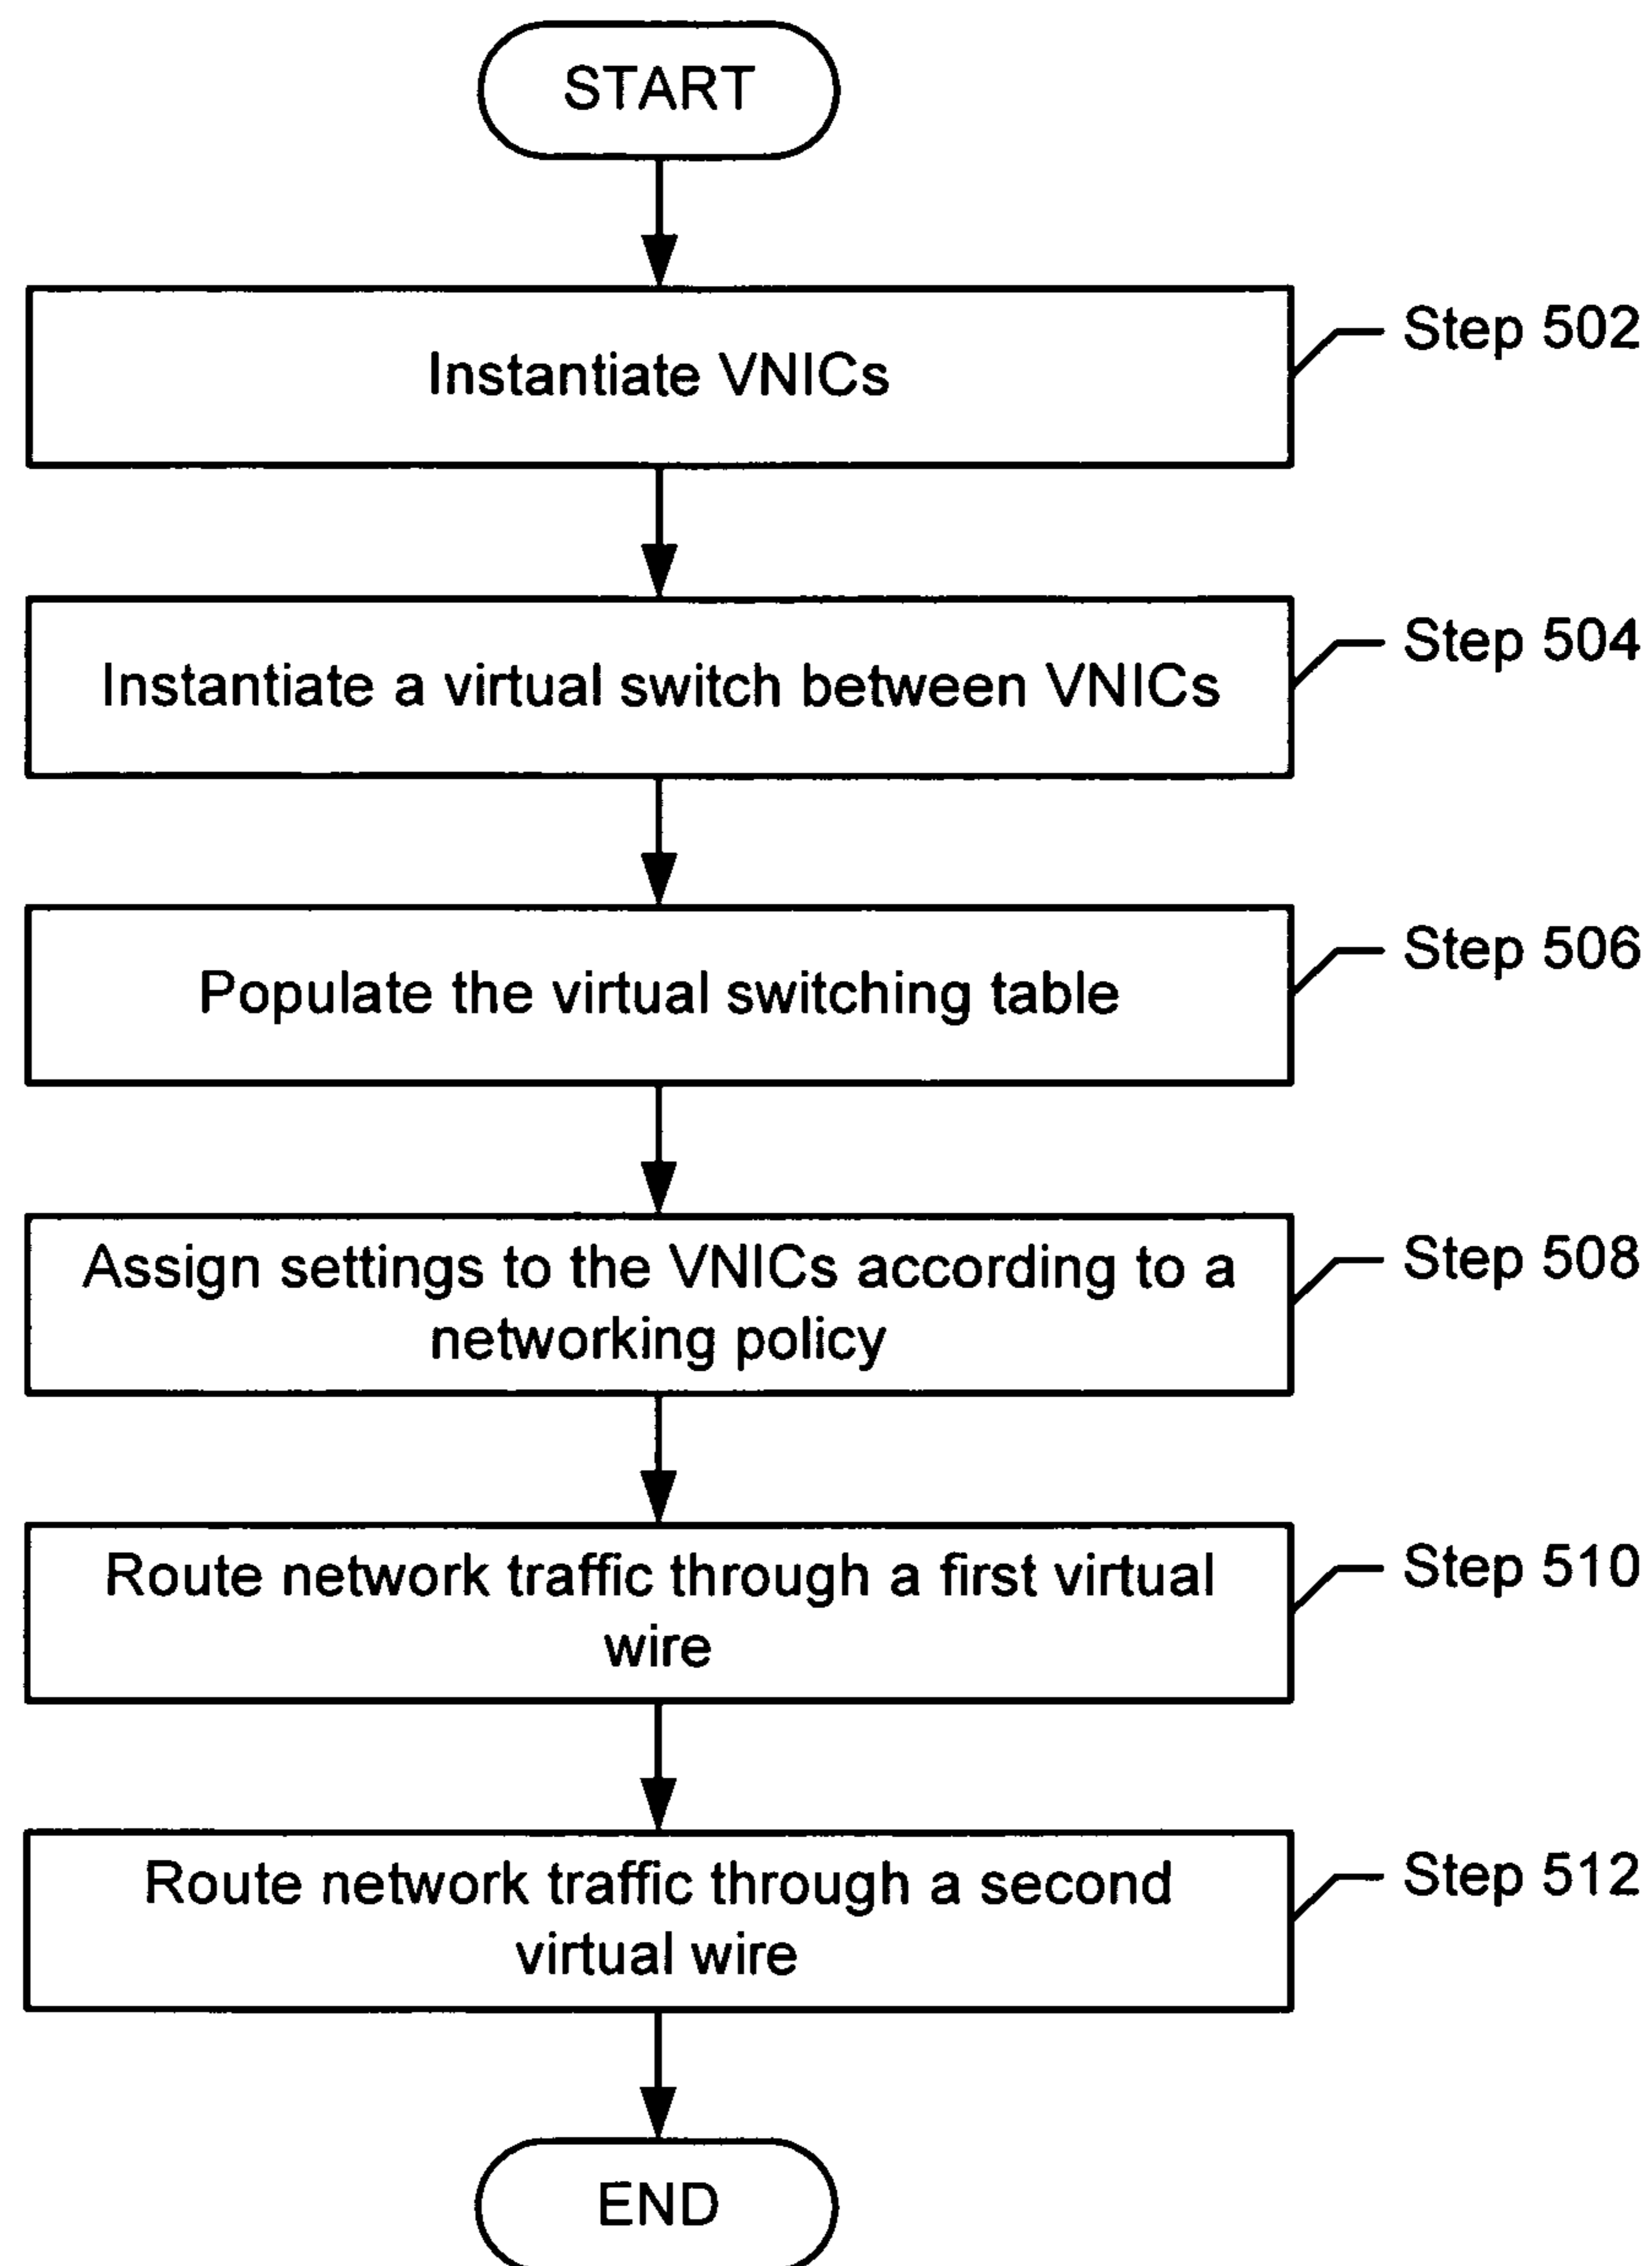 START
Instantiate VNICs
Step 502
Instantiate a virtual switch between VNICs
Step 504
Populate the virtual switching table
Step 506
Assign settings to the VNICs according to a
networking policy
Step 508
Route network traffic through a first virtual
wire
Step 510
Route network traffic through a second
virtual wire
Step 512
END